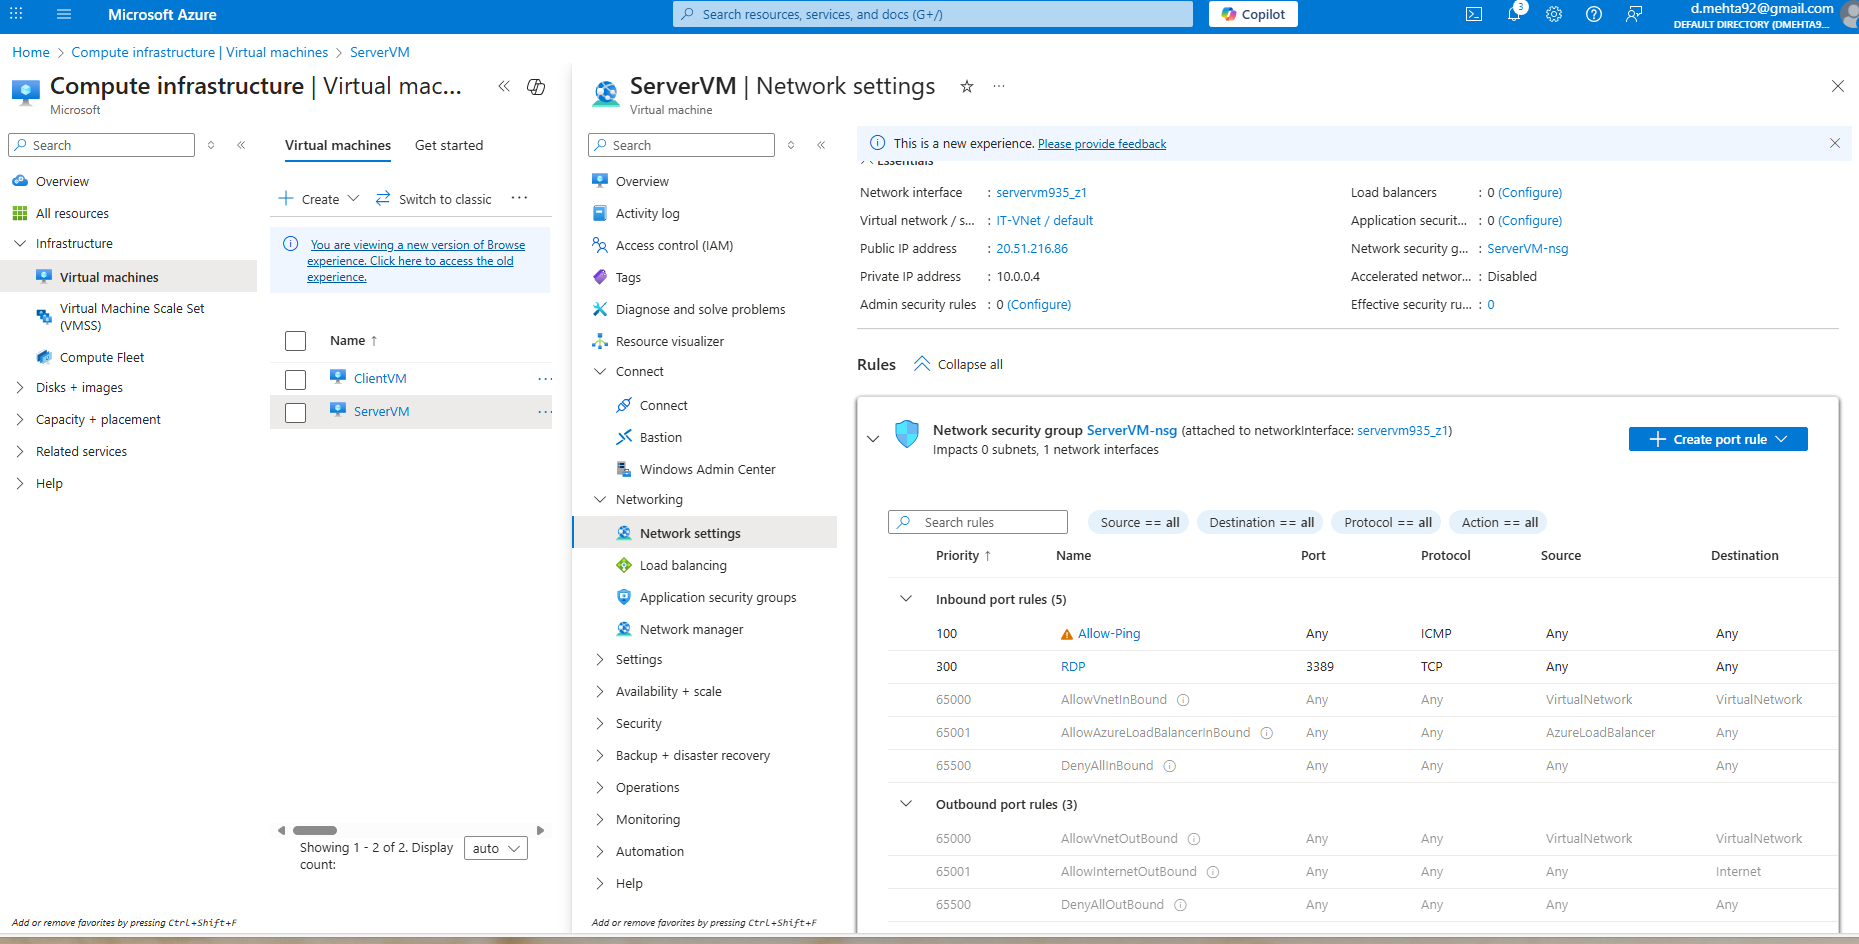 Microsoft Azure
Search resources, services, and docs (G+/)
Copilot
3
d.mehta92@gmail.com
DEFAULT DIRECTORY (DMEHTA9...
Home > Compute infrastructure | Virtual machines > ServerVM
Compute infrastructure | Virtual mac...
Microsoft
Search
Overview
All resources
Infrastructure
Virtual machines
Virtual Machine Scale Set
(VMSS)
Compute Fleet
Disks + images
Capacity + placement
Related services
Help
Add or remove favorites by pressing Ctrl+Shift+F
Virtual machines Get started
Create Switch to classic ...
You are viewing a new version of Browse
experience. Click here to access the old
experience.
Name ↑
ClientVM ...
ServerVM ...
Showing 1 - 2 of 2. Display
count:
auto
ServerVM | Network settings ...
Virtual machine
Search
Overview
Activity log
Access control (IAM)
Tags
Diagnose and solve problems
Resource visualizer
Connect
Connect
Bastion
Windows Admin Center
Networking
Network settings
Load balancing
Application security groups
Network manager
Settings
Availability + scale
Security
Backup + disaster recovery
Operations
Monitoring
Automation
Help
Add or remove favorites by pressing Ctrl+Shift+F
This is a new experience. Please provide feedback
Essentials
Network interface : servervm935_z1
Virtual network / s... : IT-VNet / default
Public IP address : 20.51.216.86
Private IP address : 10.0.0.4
Admin security rules : 0 (Configure)
Load balancers : 0 (Configure)
Application securit... : 0 (Configure)
Network security g... : ServerVM-nsg
Accelerated networ... : Disabled
Effective security ru... : 0
Rules Collapse all
Network security group ServerVM-nsg (attached to networkInterface: servervm935_z1)
Impacts 0 subnets, 1 network interfaces
Create port rule
Search rules
Source == all Destination == all Protocol == all Action == all
Priority ↑ Name Port Protocol Source Destination
Inbound port rules (5)
100 Allow-Ping Any ICMP Any Any
300 RDP 3389 TCP Any Any
65000 AllowVnetInBound Any Any VirtualNetwork VirtualNetwork
65001 AllowAzureLoadBalancerInBound Any Any AzureLoadBalancer Any
65500 DenyAllInBound Any Any Any Any
Outbound port rules (3)
65000 AllowVnetOutBound Any Any VirtualNetwork VirtualNetwork
65001 AllowInternetOutBound Any Any Any Internet
65500 DenyAllOutBound Any Any Any Any